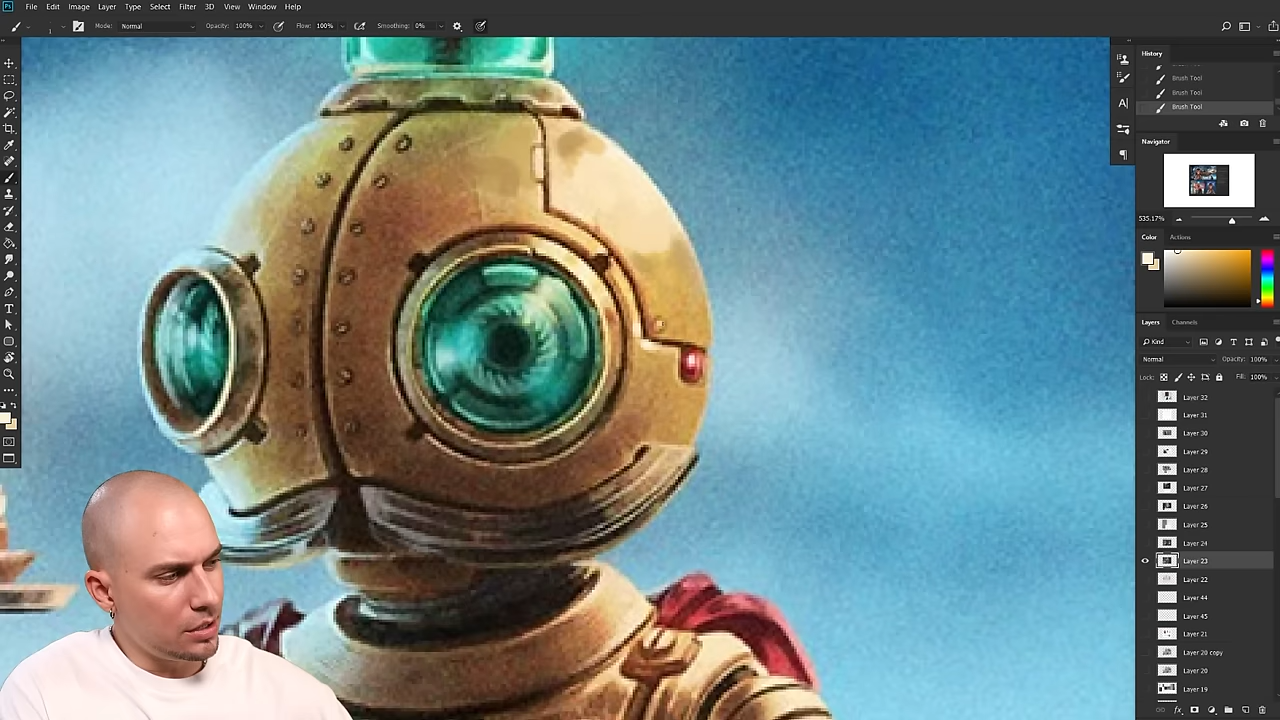 Ps File Edit Image Layer Type Select Filter 3D View Window Help
Mode: Normal Opacity: 100% Flow: 100% Smoothing: 0%
History
Brush Tool
Brush Tool
Brush Tool
Navigator
535.17%
Color Actions
Layers Channels
Kind
Normal Opacity: 100%
Lock: Fill: 100%
Layer 32
Layer 31
Layer 30
Layer 29
Layer 28
Layer 27
Layer 26
Layer 25
Layer 24
Layer 23
Layer 22
Layer 44
Layer 45
Layer 21
Layer 20 copy
Layer 20
Layer 19